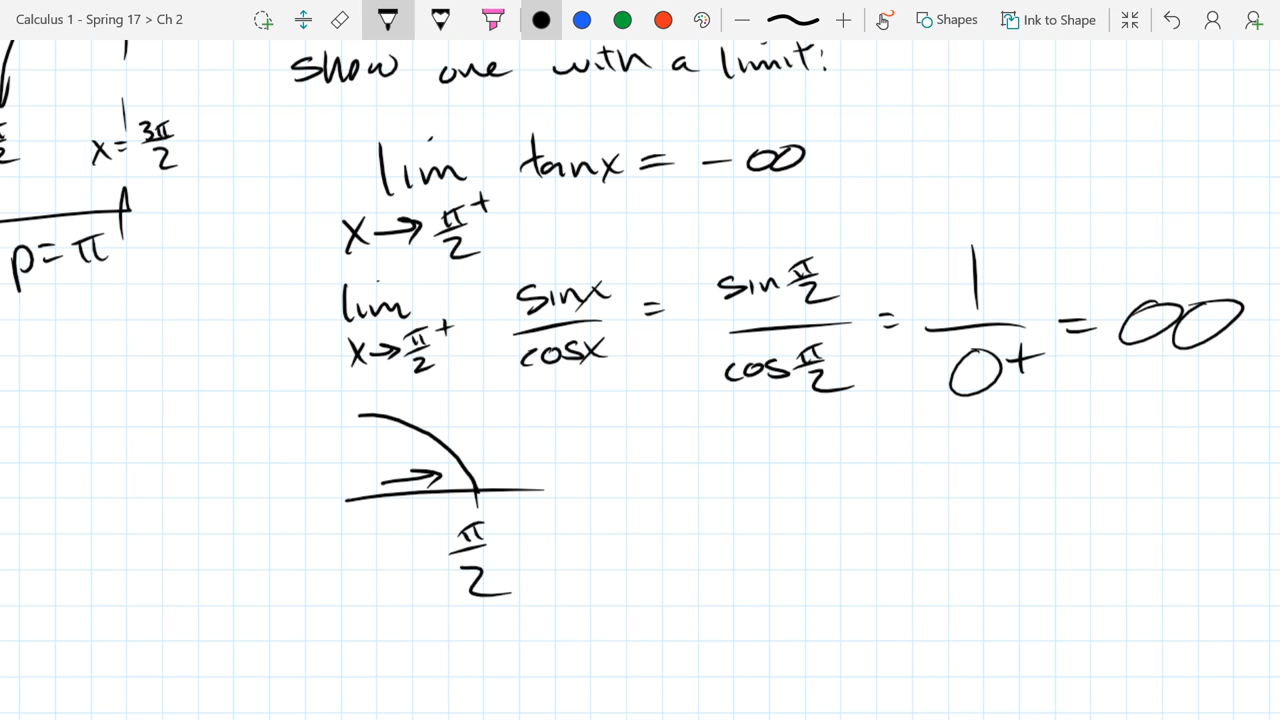 Calculus 1 - Spring 17 > Ch 2
Shapes
Ink to Shape
show one with a limit:
x = 3π/2
p = π
lim x→π/2⁺ tanx = -∞
lim x→π/2⁺ sinx/cosx = sin π/2 / cos π/2 = 1/0⁺ = ∞
π/2